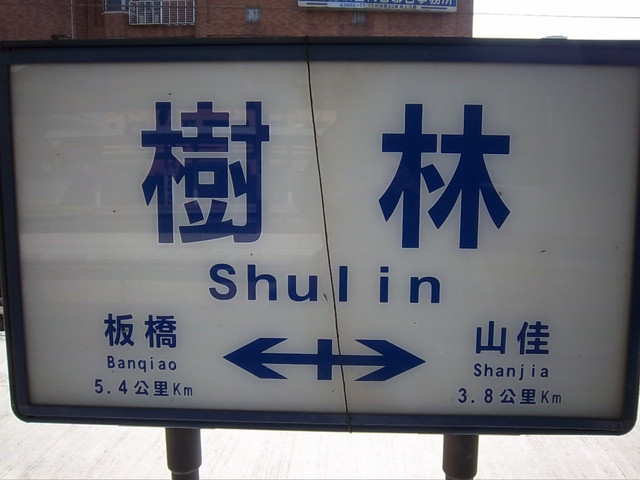 樹林
Shulin
板橋
Banqiao
5.4公里Km
山佳
Shanjia
3.8公里Km